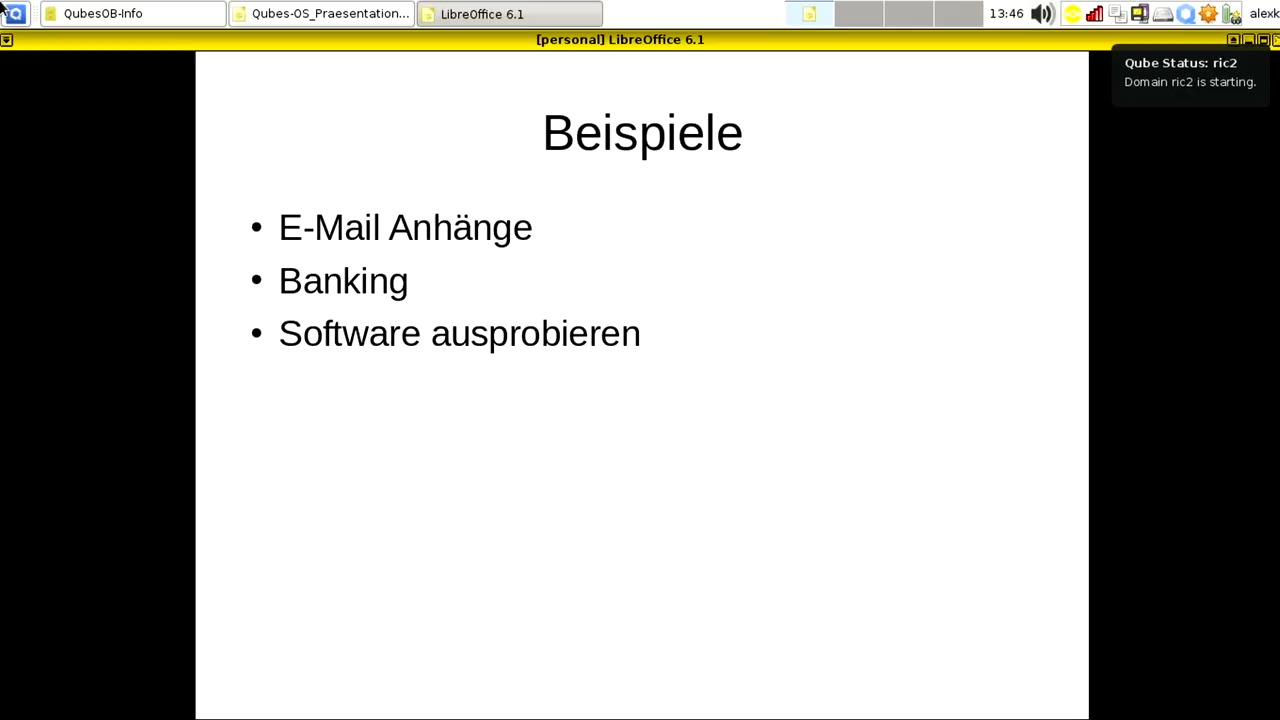 QubesOB-Info
Qubes-OS_Praesentation...
LibreOffice 6.1
13:46
alexk
[personal] LibreOffice 6.1
Qube Status: ric2
Domain ric2 is starting.
Beispiele
• E-Mail Anhänge
• Banking
• Software ausprobieren